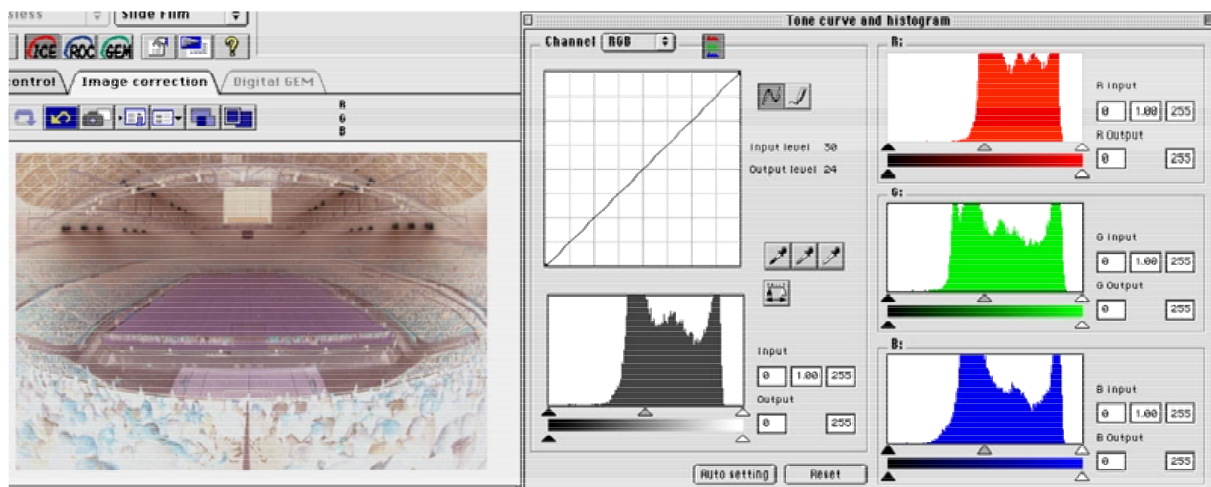 Slide Film
ICE ROC GEM ?
ontrol Image correction Digital GEM
R
G
B
Tone curve and histogram
Channel RGB
Input level 30
Output level 24
Input
0 1.00 255
Output
0 255
Auto setting Reset
R:
R Input
0 1.00 255
R Output
0 255
G:
G Input
0 1.00 255
G Output
0 255
B:
B Input
0 1.00 255
B Output
0 255